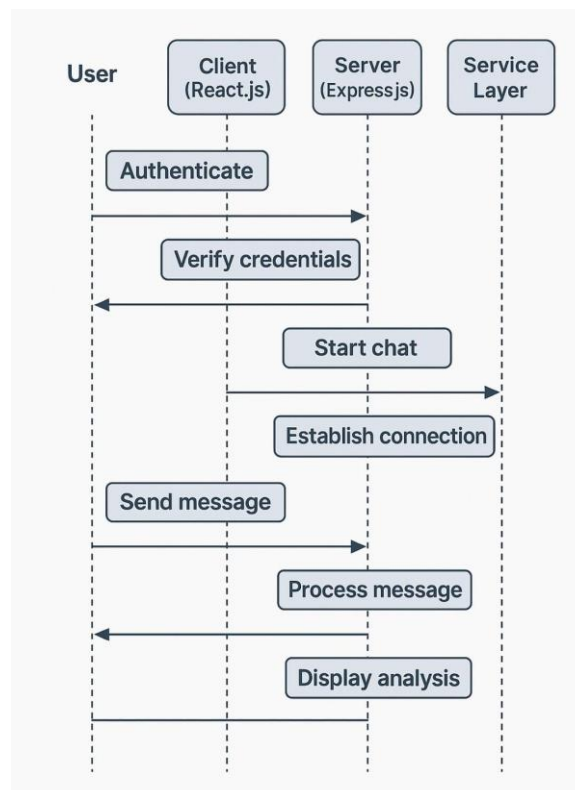 User
Client
(React.js)
Server
(Expressjs)
Service
Layer
Authenticate
Verify credentials
Start chat
Establish connection
Send message
Process message
Display analysis